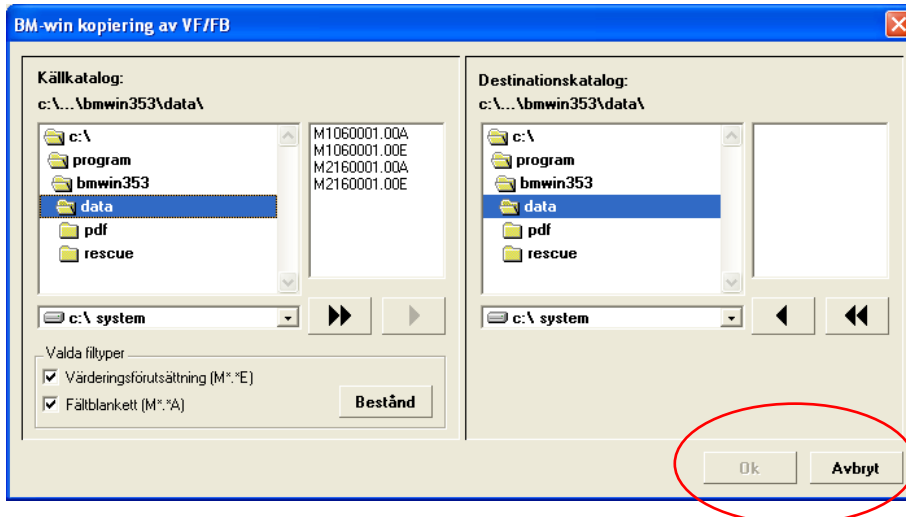 BM-win kopiering av VF/FB
Källkatalog:
c:\...\bmwin353\data\
c:\
program
bmwin353
data
pdf
rescue
M1060001.00A
M1060001.00E
M2160001.00A
M2160001.00E
c:\ system
Valda filtyper
Värderingsförutsättning (M*.*E)
Fältblankett (M*.*A)
Bestånd
Destinationskatalog:
c:\...\bmwin353\data\
c:\
program
bmwin353
data
pdf
rescue
c:\ system
Ok
Avbryt